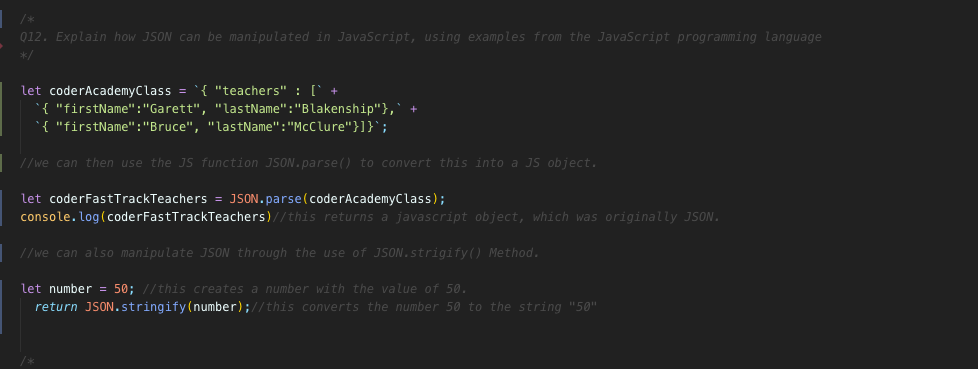 /*
Q12. Explain how JSON can be manipulated in JavaScript, using examples from the JavaScript programming language
*/
let coderAcademyClass = `{ "teachers" : [` +
`{ "firstName":"Garett", "lastName":"Blakenship"},` +
`{ "firstName":"Bruce", "lastName":"McClure"}]}`;
//we can then use the JS function JSON.parse() to convert this into a JS object.
let coderFastTrackTeachers = JSON.parse(coderAcademyClass);
console.log(coderFastTrackTeachers)//this returns a javascript object, which was originally JSON.
//we can also manipulate JSON through the use of JSON.strigify() Method.
let number = 50; //this creates a number with the value of 50.
return JSON.stringify(number);//this converts the number 50 to the string "50"
/*